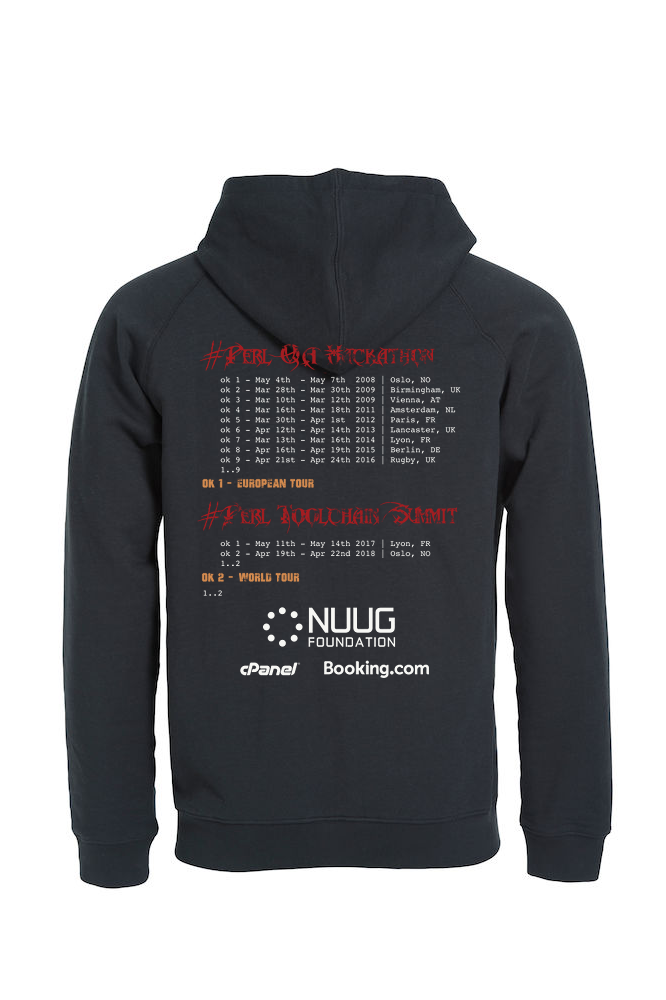 #Perl QA Hackathon
ok 1 - May 4th  - May 7th  2008 | Oslo, NO
ok 2 - Mar 28th - Mar 30th 2009 | Birmingham, UK
ok 3 - Mar 10th - Mar 12th 2009 | Vienna, AT
ok 4 - Mar 16th - Mar 18th 2011 | Amsterdam, NL
ok 5 - Mar 30th - Apr 1st  2012 | Paris, FR
ok 6 - Apr 12th - Apr 14th 2013 | Lancaster, UK
ok 7 - Mar 13th - Mar 16th 2014 | Lyon, FR
ok 8 - Apr 16th - Apr 19th 2015 | Berlin, DE
ok 9 - Apr 21st - Apr 24th 2016 | Rugby, UK
1..9
OK 1 - EUROPEAN TOUR
#Perl Toolchain Summit
ok 1 - May 11th - May 14th 2017 | Lyon, FR
ok 2 - Apr 19th - Apr 22nd 2018 | Oslo, NO
1..2
OK 2 - WORLD TOUR
1..2
NUUG
FOUNDATION
cPanel Booking.com